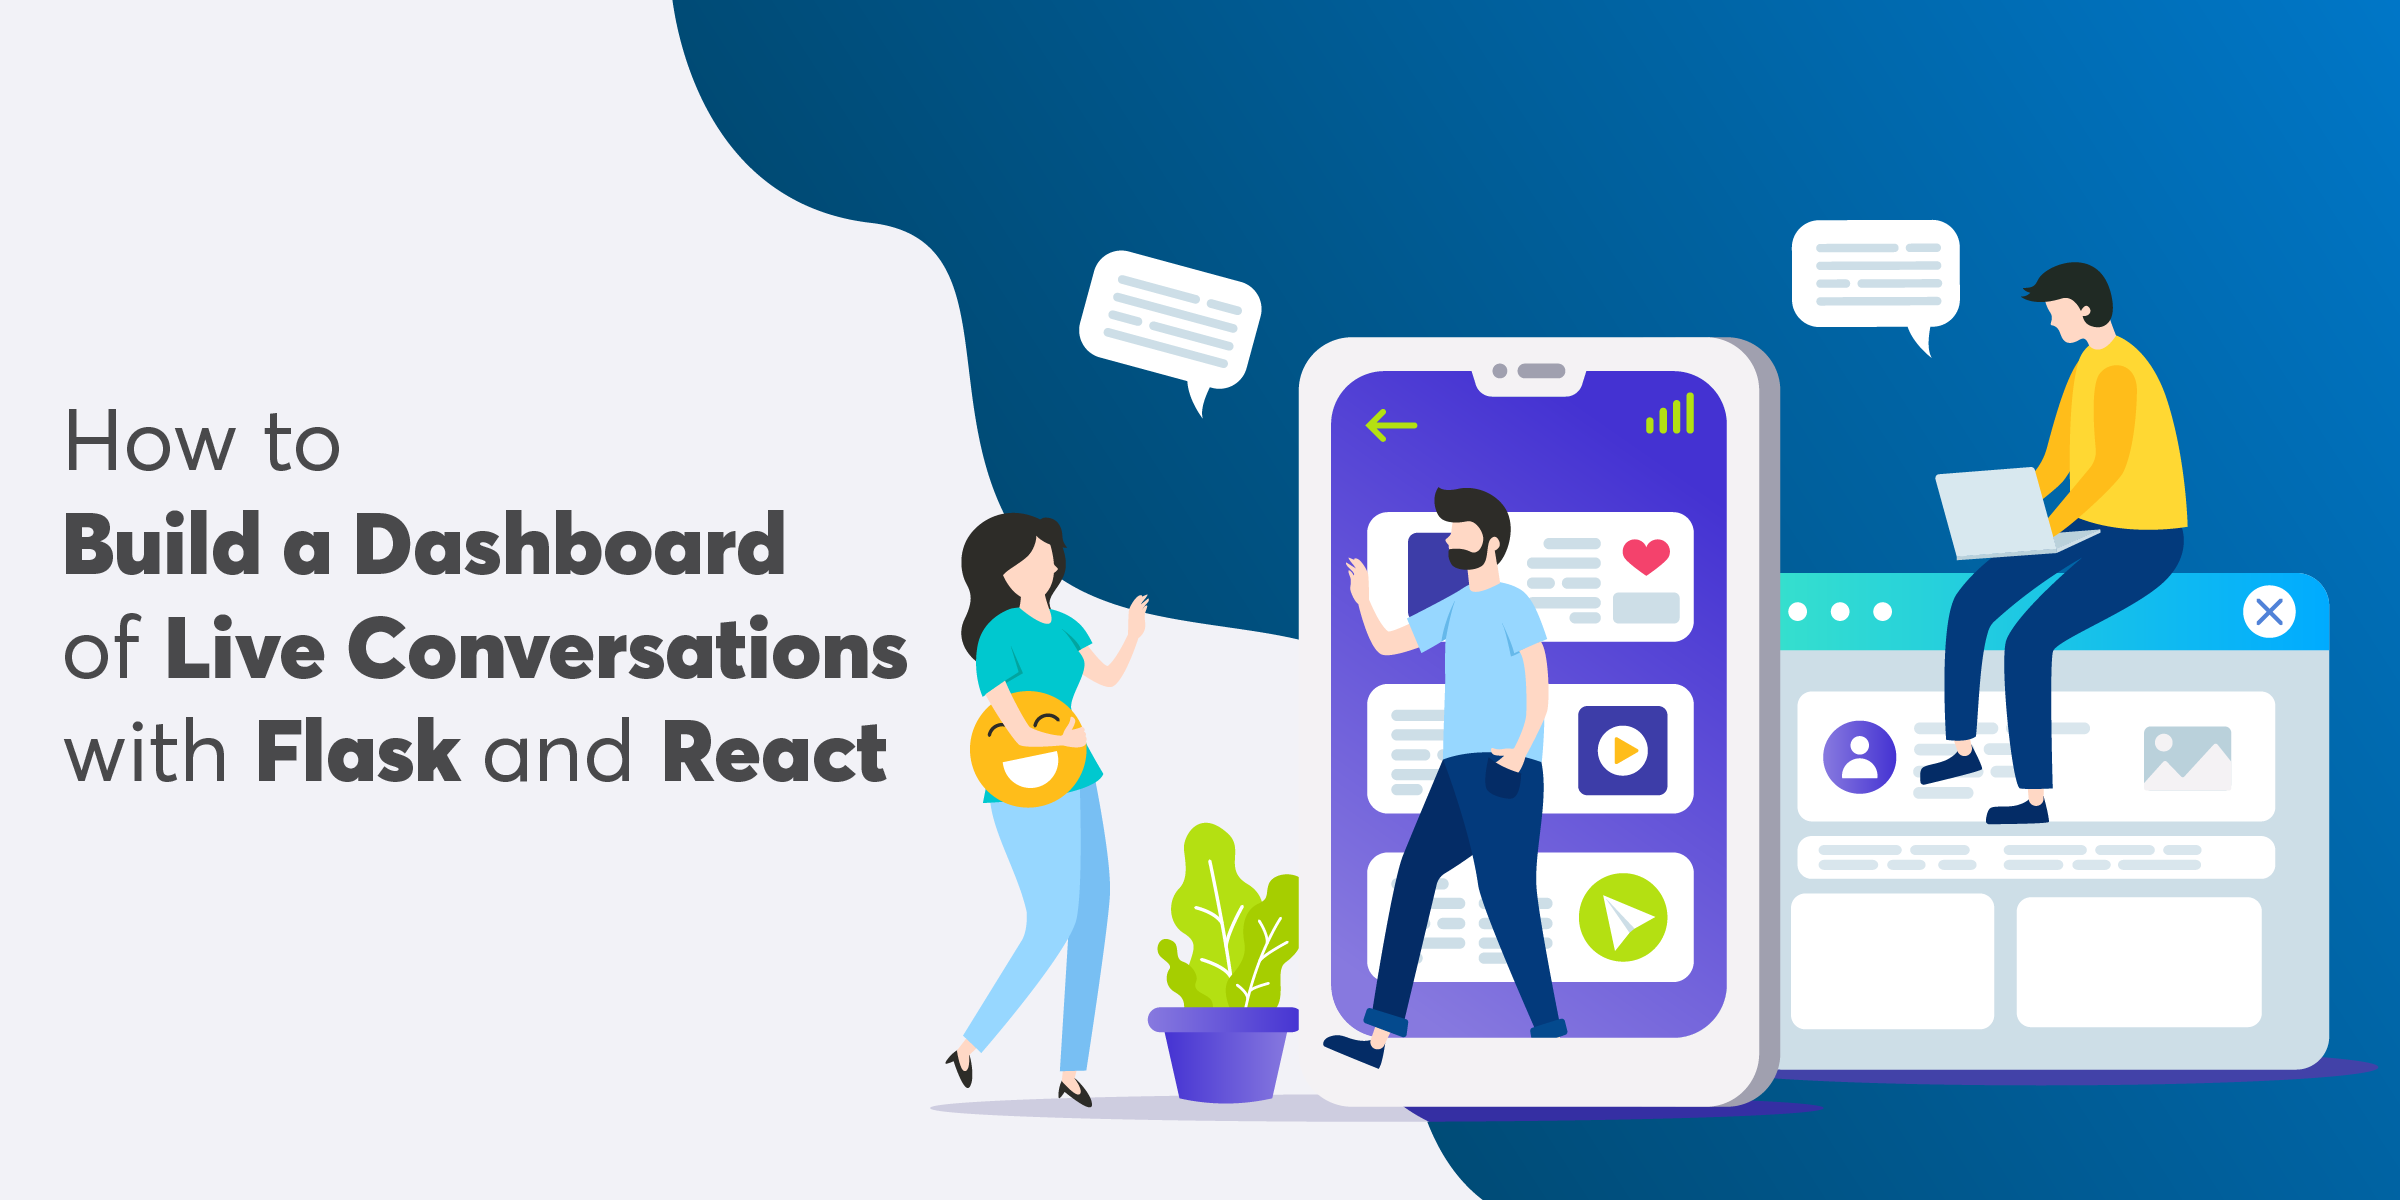 How to
Build a Dashboard
of Live Conversations
with Flask and React